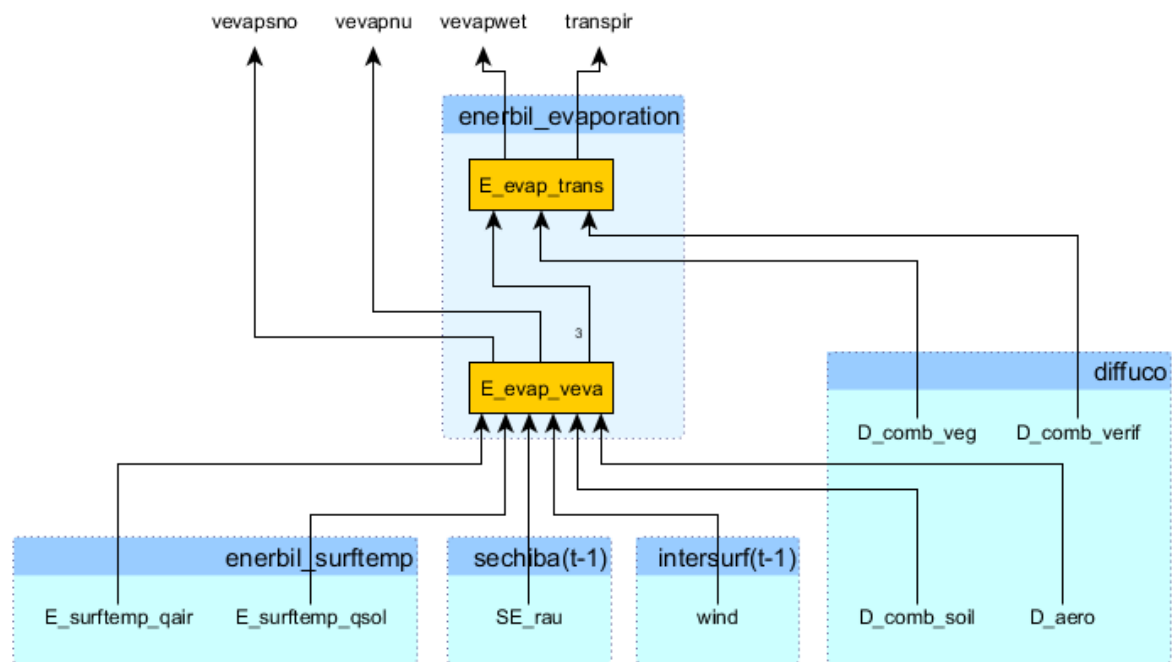 vevapsno vevapnu vevapwet transpir
enerbil_evaporation
E_evap_trans
3
E_evap_veva
diffuco
D_comb_veg D_comb_verif
enerbil_surftemp sechiba(t-1) intersurf(t-1)
E_surftemp_qair E_surftemp_qsol SE_rau wind D_comb_soil D_aero